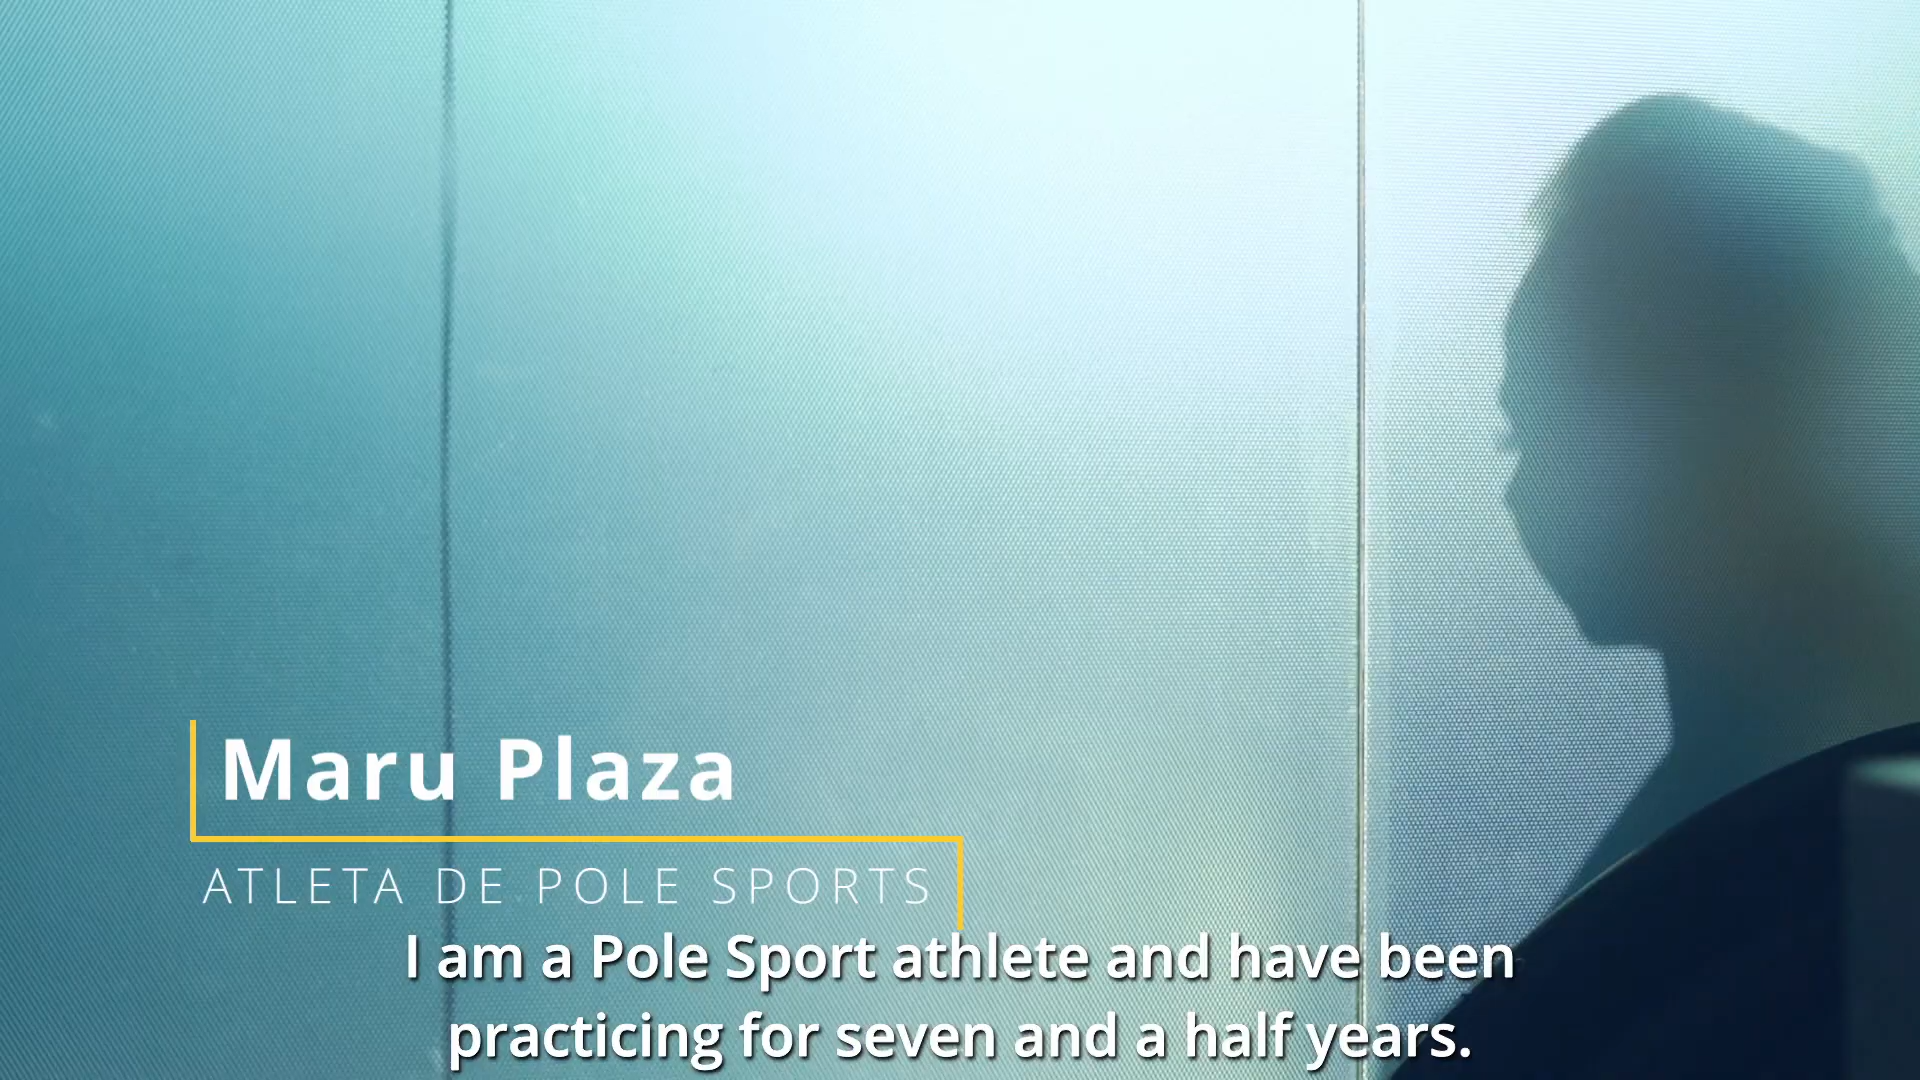 Maru Plaza
ATLETA DE POLE SPORTS
I am a Pole Sport athlete and have been
practicing for seven and a half years.